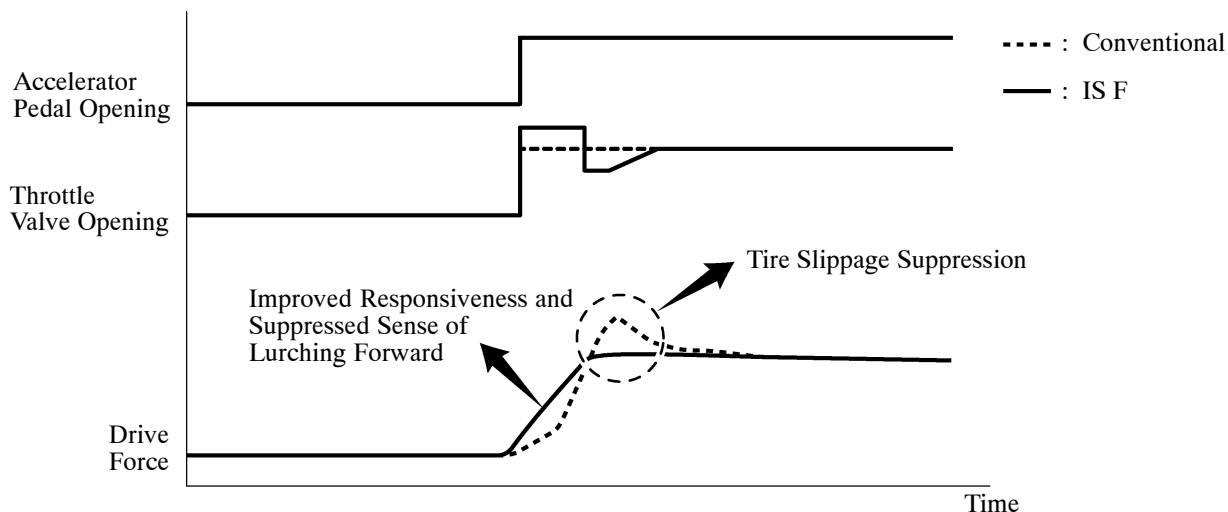 Accelerator
Pedal Opening
: Conventional
: IS F
Throttle
Valve Opening
Tire Slippage Suppression
Improved Responsiveness and
Suppressed Sense of
Lurching Forward
Drive
Force
Time